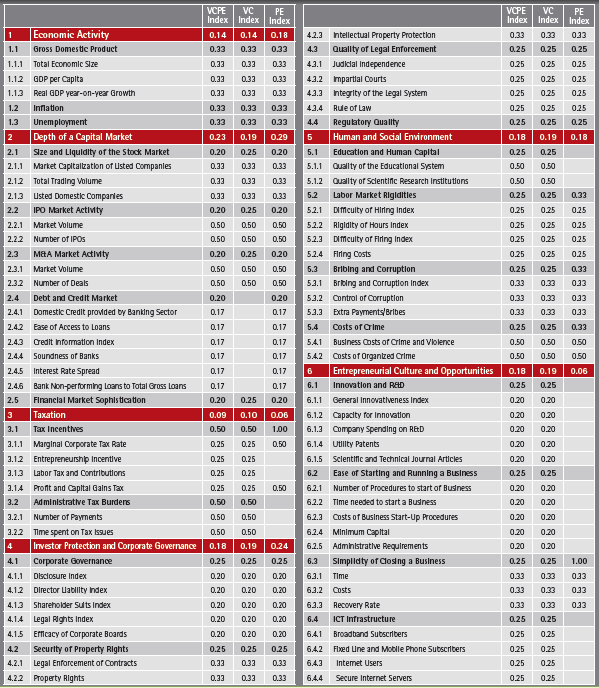 VCPE Index VC Index PE Index
1 Economic Activity 0.14 0.14 0.18
1.1 Gross Domestic Product 0.33 0.33 0.33
1.1.1 Total Economic Size 0.33 0.33 0.33
1.1.2 GDP per Capita 0.33 0.33 0.33
1.1.3 Real GDP year-on-year Growth 0.33 0.33 0.33
1.2 Inflation 0.33 0.33 0.33
1.3 Unemployment 0.33 0.33 0.33
2 Depth of a Capital Market 0.23 0.19 0.29
2.1 Size and Liquidity of the Stock Market 0.20 0.25 0.20
2.1.1 Market Capitalization of Listed Companies 0.33 0.33 0.33
2.1.2 Total Trading Volume 0.33 0.33 0.33
2.1.3 Listed Domestic Companies 0.33 0.33 0.33
2.2 IPO Market Activity 0.20 0.25 0.20
2.2.1 Market Volume 0.50 0.50 0.50
2.2.2 Number of IPOs 0.50 0.50 0.50
2.3 M&A Market Activity 0.20 0.25 0.20
2.3.1 Market Volume 0.50 0.50 0.50
2.3.2 Number of Deals 0.50 0.50 0.50
2.4 Debt and Credit Market 0.20 0.20
2.4.1 Domestic Credit provided by Banking Sector 0.17 0.17
2.4.2 Ease of Access to Loans 0.17 0.17
2.4.3 Credit Information Index 0.17 0.17
2.4.4 Soundness of Banks 0.17 0.17
2.4.5 Interest Rate Spread 0.17 0.17
2.4.6 Bank Non-performing Loans to Total Gross Loans 0.17 0.17
2.5 Financial Market Sophistication 0.20 0.25 0.20
3 Taxation 0.09 0.10 0.06
3.1 Tax Incentives 0.50 0.50 1.00
3.1.1 Marginal Corporate Tax Rate 0.25 0.25 0.50
3.1.2 Entrepreneurship Incentive 0.25 0.25
3.1.3 Labor Tax and Contributions 0.25 0.25
3.1.4 Profit and Capital Gains Tax 0.25 0.25 0.50
3.2 Administrative Tax Burdens 0.50 0.50
3.2.1 Number of Payments 0.50 0.50
3.2.2 Time spent on Tax Issues 0.50 0.50
4 Investor Protection and Corporate Governance 0.18 0.19 0.24
4.1 Corporate Governance 0.25 0.25 0.25
4.1.1 Disclosure Index 0.20 0.20 0.20
4.1.2 Director Liability Index 0.20 0.20 0.20
4.1.3 Shareholder Suits Index 0.20 0.20 0.20
4.1.4 Legal Rights Index 0.20 0.20 0.20
4.1.5 Efficacy of Corporate Boards 0.20 0.20 0.20
4.2 Security of Property Rights 0.25 0.25 0.25
4.2.1 Legal Enforcement of Contracts 0.33 0.33 0.33
4.2.2 Property Rights 0.33 0.33 0.33
VCPE Index VC Index PE Index
4.2.3 Intellectual Property Protection 0.33 0.33 0.33
4.3 Quality of Legal Enforcement 0.25 0.25 0.25
4.3.1 Judicial Independence 0.25 0.25 0.25
4.3.2 Impartial Courts 0.25 0.25 0.25
4.3.3 Integrity of the Legal System 0.25 0.25 0.25
4.3.4 Rule of Law 0.25 0.25 0.25
4.4 Regulatory Quality 0.25 0.25 0.25
5 Human and Social Environment 0.18 0.19 0.18
5.1 Education and Human Capital 0.25 0.25
5.1.1 Quality of the Educational System 0.50 0.50
5.1.2 Quality of Scientific Research Institutions 0.50 0.50
5.2 Labor Market Rigidities 0.25 0.25 0.33
5.2.1 Difficulty of Hiring Index 0.25 0.25 0.25
5.2.2 Rigidity of Hours Index 0.25 0.25 0.25
5.2.3 Difficulty of Firing Index 0.25 0.25 0.25
5.2.4 Firing Costs 0.25 0.25 0.25
5.3 Bribing and Corruption 0.25 0.25 0.33
5.3.1 Bribing and Corruption Index 0.33 0.33 0.33
5.3.2 Control of Corruption 0.33 0.33 0.33
5.3.3 Extra Payments/Bribes 0.33 0.33 0.33
5.4 Costs of Crime 0.25 0.25 0.33
5.4.1 Business Costs of Crime and Violence 0.50 0.50 0.50
5.4.2 Costs of Organized Crime 0.50 0.50 0.50
6 Entrepreneurial Culture and Opportunities 0.18 0.19 0.06
6.1 Innovation and R&D 0.25 0.25
6.1.1 General Innovativeness Index 0.20 0.20
6.1.2 Capacity for Innovation 0.20 0.20
6.1.3 Company Spending on R&D 0.20 0.20
6.1.4 Utility Patents 0.20 0.20
6.1.5 Scientific and Technical Journal Articles 0.20 0.20
6.2 Ease of Starting and Running a Business 0.25 0.25
6.2.1 Number of Procedures to start of Business 0.20 0.20
6.2.2 Time needed to start a Business 0.20 0.20
6.2.3 Costs of Business Start-Up Procedures 0.20 0.20
6.2.4 Minimum Capital 0.20 0.20
6.2.5 Administrative Requirements 0.20 0.20
6.3 Simplicity of Closing a Business 0.25 0.25 1.00
6.3.1 Time 0.33 0.33 0.33
6.3.2 Costs 0.33 0.33 0.33
6.3.3 Recovery Rate 0.33 0.33 0.33
6.4 ICT Infrastructure 0.25 0.25
6.4.1 Broadband Subscribers 0.25 0.25
6.4.2 Fixed Line and Mobile Phone Subscribers 0.25 0.25
6.4.3 Internet Users 0.25 0.25
6.4.4 Secure Internet Servers 0.25 0.25